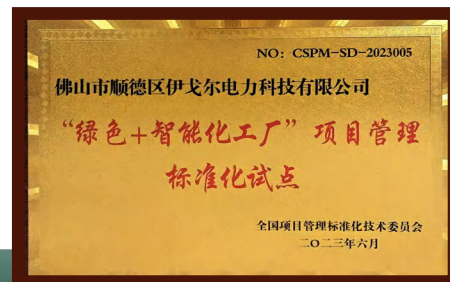 NO: CSPM-SD-2023005
佛山市顺德区伊戈尔电力科技有限公司
“绿色+智能化工厂”项目管理
标准化试点
全国项目管理标准化技术委员会
二〇二三年六月